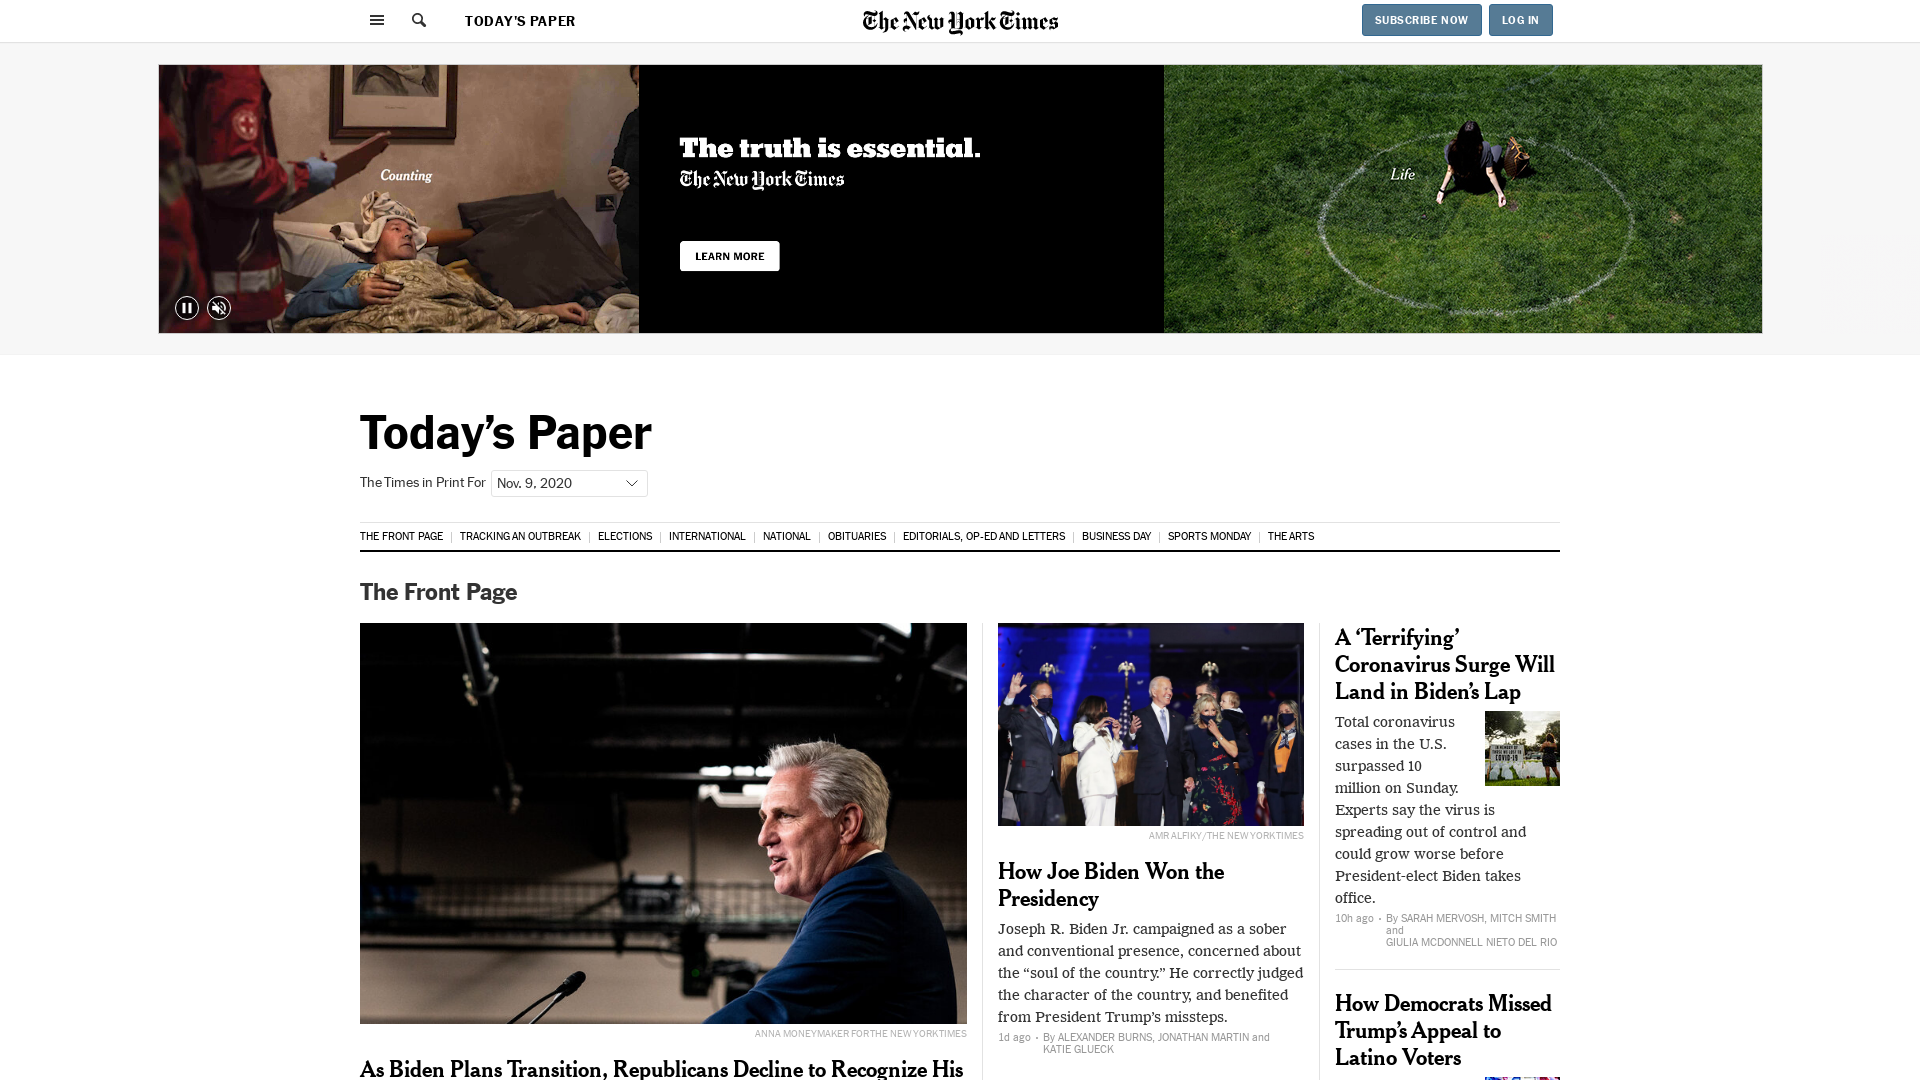 TODAY'S PAPER
The New York Times
SUBSCRIBE NOW
LOG IN
Counting
The truth is essential.
The New York Times
LEARN MORE
Life
Today’s Paper
The Times in Print For
Nov. 9, 2020
THE FRONT PAGE
TRACKING AN OUTBREAK
ELECTIONS
INTERNATIONAL
NATIONAL
OBITUARIES
EDITORIALS, OP-ED AND LETTERS
BUSINESS DAY
SPORTS MONDAY
THE ARTS
The Front Page
ANNA MONEYMAKER FOR THE NEW YORK TIMES
As Biden Plans Transition, Republicans Decline to Recognize His
AMR ALFIKY/THE NEW YORK TIMES
How Joe Biden Won the
Presidency
Joseph R. Biden Jr. campaigned as a sober
and conventional presence, concerned about
the “soul of the country.” He correctly judged
the character of the country, and benefited
from President Trump’s missteps.
1d ago • By ALEXANDER BURNS, JONATHAN MARTIN and
KATIE GLUECK
A ‘Terrifying’
Coronavirus Surge Will
Land in Biden’s Lap
Total coronavirus
cases in the U.S.
surpassed 10
million on Sunday.
Experts say the virus is
spreading out of control and
could grow worse before
President-elect Biden takes
office.
10h ago • By SARAH MERVOSH, MITCH SMITH
and
GIULIA MCDONNELL NIETO DEL RIO
How Democrats Missed
Trump’s Appeal to
Latino Voters